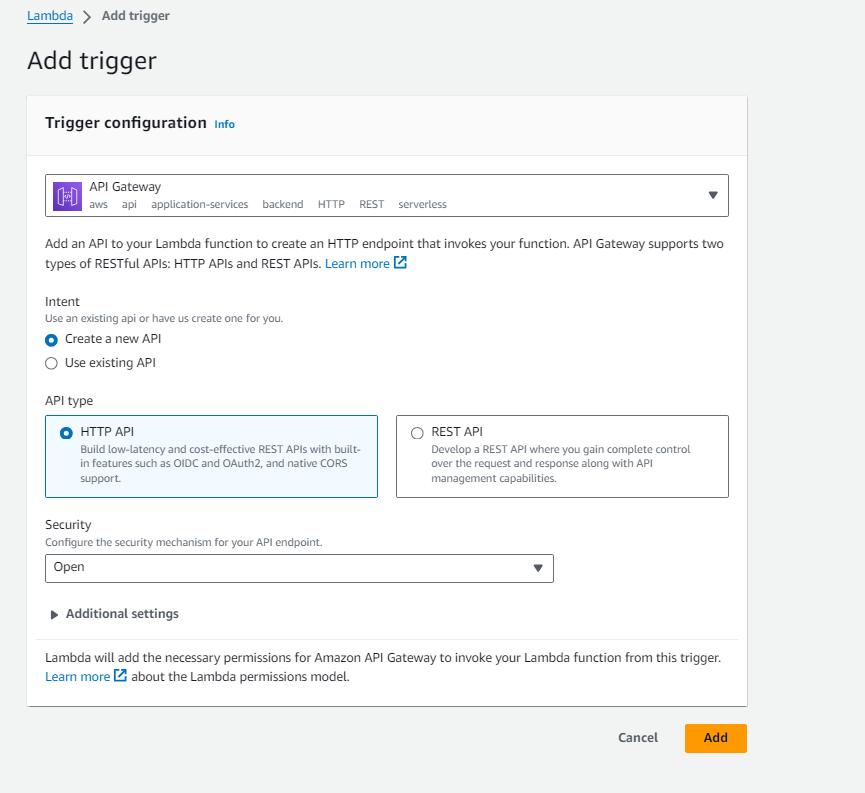 Lambda > Add trigger
Add trigger
Trigger configuration Info
API Gateway
aws api application-services backend HTTP REST serverless
Add an API to your Lambda function to create an HTTP endpoint that invokes your function. API Gateway supports two
types of RESTful APIs: HTTP APIs and REST APIs. Learn more
Intent
Use an existing api or have us create one for you.
Create a new API
Use existing API
API type
HTTP API
Build low-latency and cost-effective REST APIs with built-
in features such as OIDC and OAuth2, and native CORS
support.
REST API
Develop a REST API where you gain complete control
over the request and response along with API
management capabilities.
Security
Configure the security mechanism for your API endpoint.
Open
Additional settings
Lambda will add the necessary permissions for Amazon API Gateway to invoke your Lambda function from this trigger.
Learn more about the Lambda permissions model.
Cancel Add